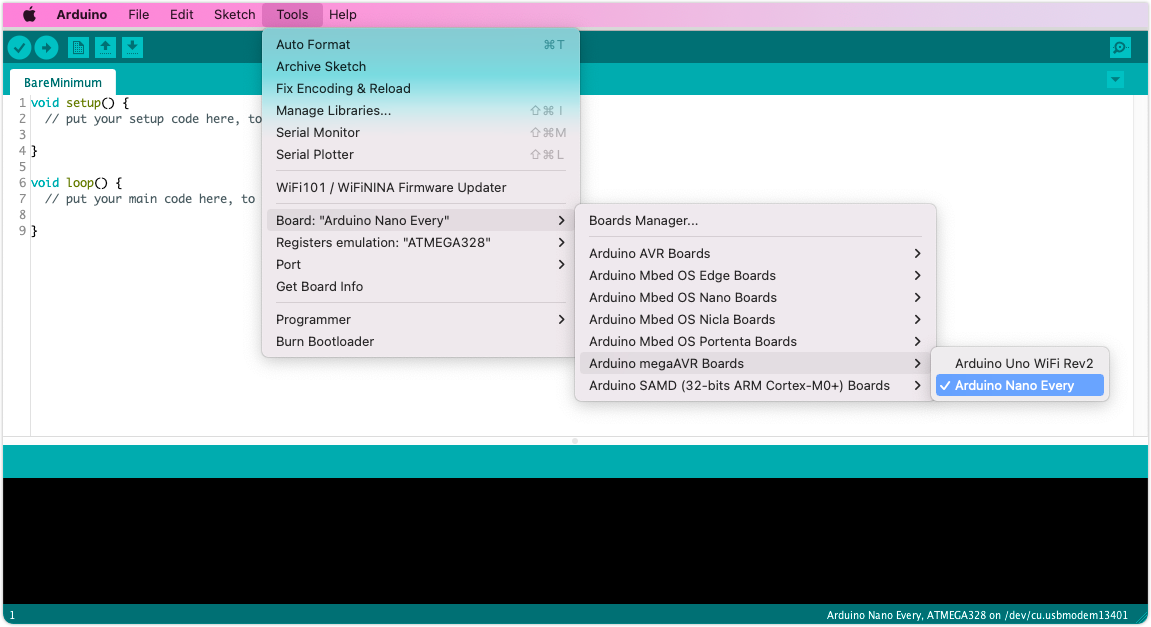 Arduino File Edit Sketch Tools Help
BareMinimum
1 void setup() {
2 // put your setup code here, to
3
4 }
5
6 void loop() {
7 // put your main code here, to
8
9 }
Auto Format ⌘T
Archive Sketch
Fix Encoding & Reload
Manage Libraries... ⇧⌘I
Serial Monitor ⇧⌘M
Serial Plotter ⇧⌘L
WiFi101 / WiFiNINA Firmware Updater
Board: "Arduino Nano Every"
Registers emulation: "ATMEGA328"
Port
Get Board Info
Programmer
Burn Bootloader
Boards Manager...
Arduino AVR Boards
Arduino Mbed OS Edge Boards
Arduino Mbed OS Nano Boards
Arduino Mbed OS Nicla Boards
Arduino Mbed OS Portenta Boards
Arduino megaAVR Boards
Arduino SAMD (32-bits ARM Cortex-M0+) Boards
Arduino Uno WiFi Rev2
✓ Arduino Nano Every
1 Arduino Nano Every, ATMEGA328 on /dev/cu.usbmodem13401